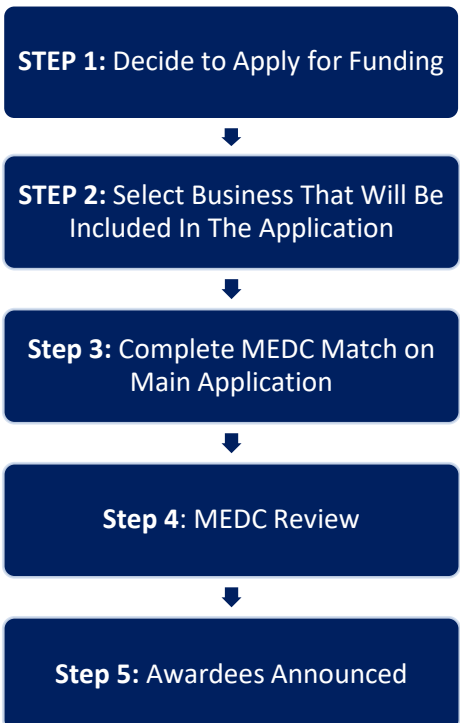 STEP 1: Decide to Apply for Funding
STEP 2: Select Business That Will Be
Included In The Application
Step 3: Complete MEDC Match on
Main Application
Step 4: MEDC Review
Step 5: Awardees Announced